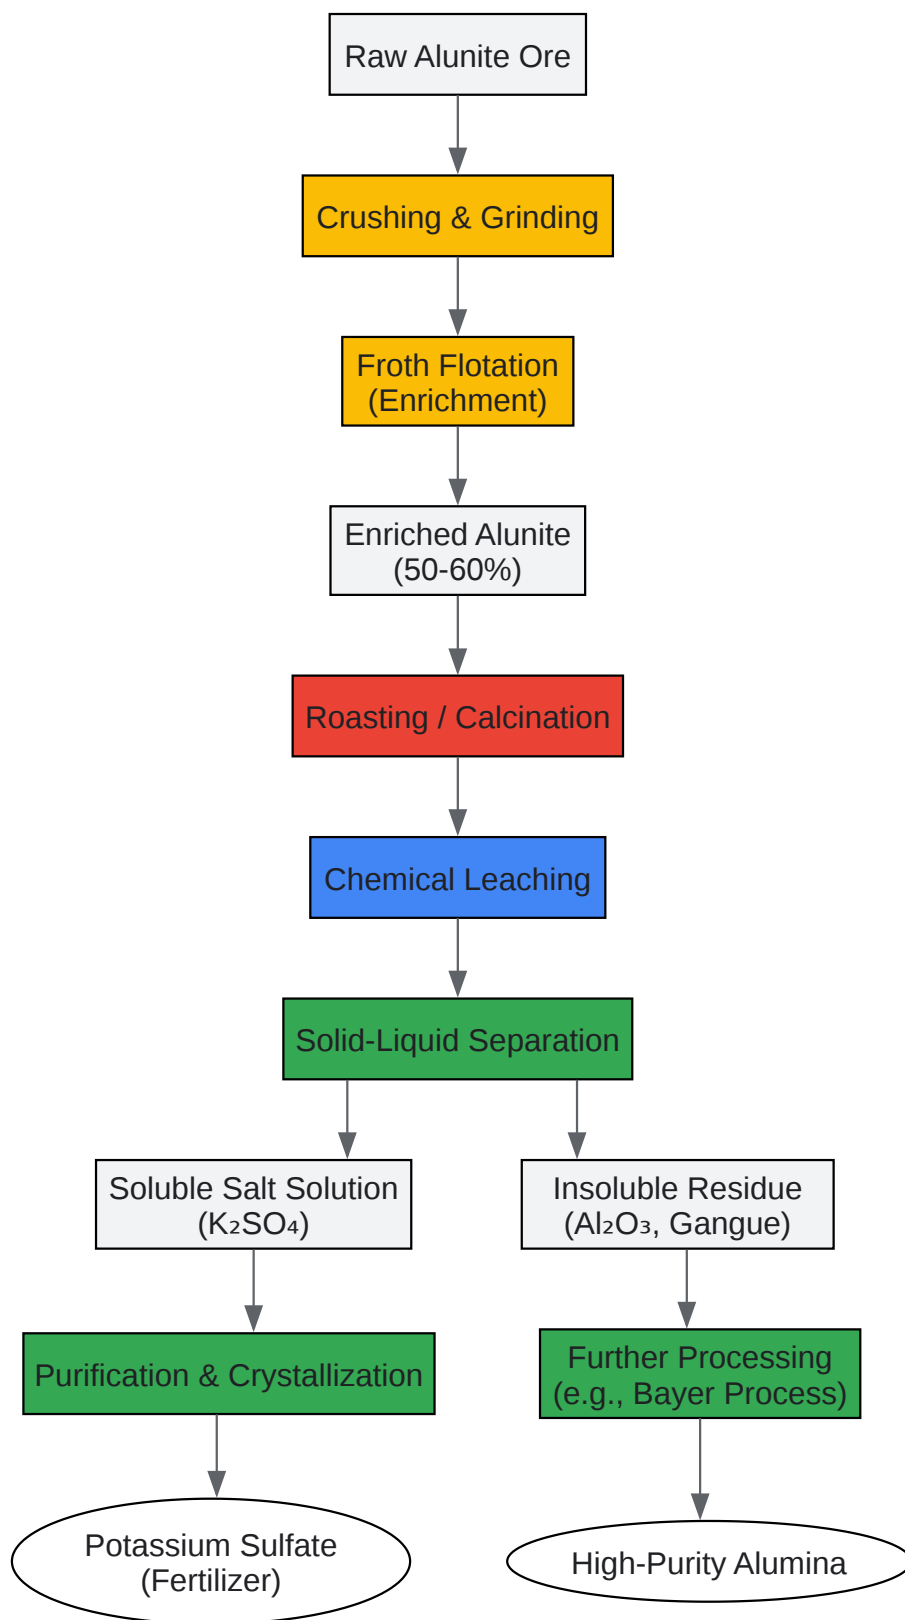 Raw Alunite Ore
Crushing & Grinding
Froth Flotation
(Enrichment)
Enriched Alunite
(50-60%)
Roasting / Calcination
Chemical Leaching
Solid-Liquid Separation
Soluble Salt Solution
(K₂SO₄)
Insoluble Residue
(Al₂O₃, Gangue)
Purification & Crystallization
Further Processing
(e.g., Bayer Process)
Potassium Sulfate
(Fertilizer)
High-Purity Alumina